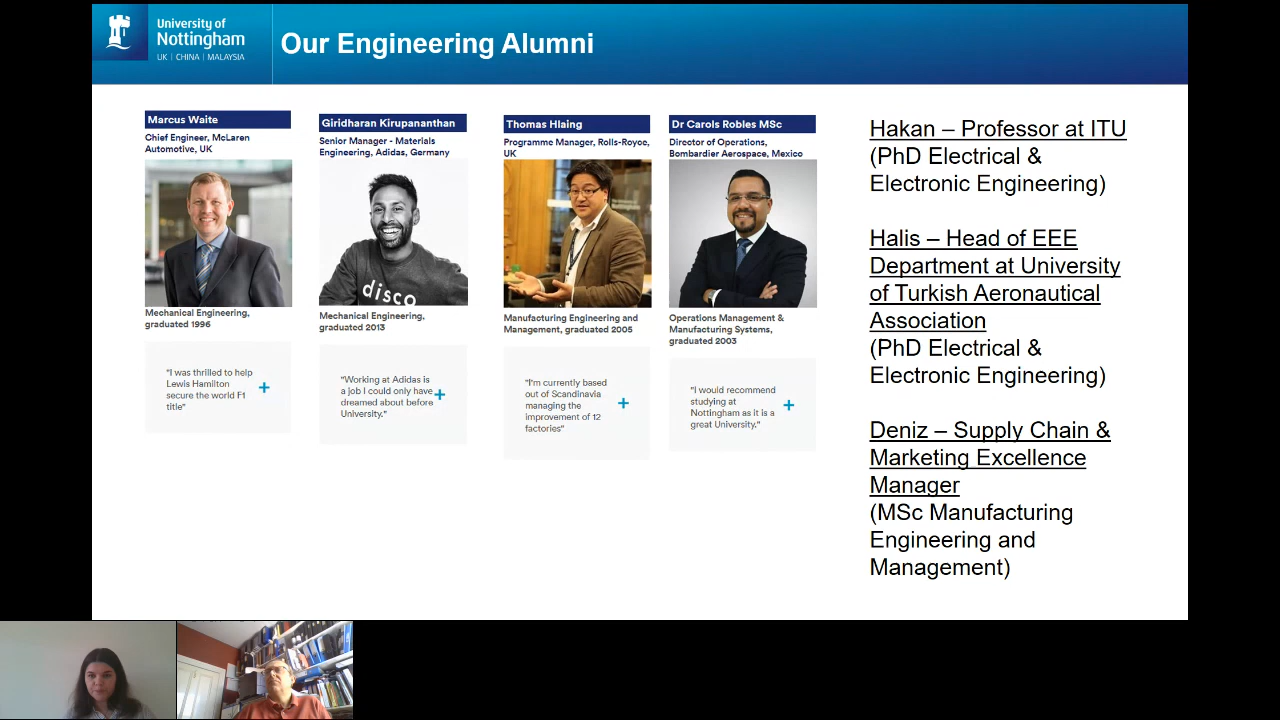 University of
Nottingham
UK | CHINA | MALAYSIA
Our Engineering Alumni
Marcus Waite
Chief Engineer, McLaren
Automotive, UK
Mechanical Engineering,
graduated 1996
"I was thrilled to help
Lewis Hamilton
secure the world F1
title"
+
Giridharan Kirupananthan
Senior Manager - Materials
Engineering, Adidas, Germany
disco
Mechanical Engineering,
graduated 2013
"Working at Adidas is
a job I could only have
dreamed about before
University."
+
Thomas Hlaing
Programme Manager, Rolls-Royce,
UK
Manufacturing Engineering and
Management, graduated 2005
"I'm currently based
out of Scandinavia
managing the
improvement of 12
factories"
+
Dr Carols Robles MSc
Director of Operations,
Bombardier Aerospace, Mexico
Operations Management &
Manufacturing Systems,
graduated 2003
"I would recommend
studying at
Nottingham as it is a
great University."
+
Hakan – Professor at ITU
(PhD Electrical &
Electronic Engineering)
Halis – Head of EEE
Department at University
of Turkish Aeronautical
Association
(PhD Electrical &
Electronic Engineering)
Deniz – Supply Chain &
Marketing Excellence
Manager
(MSc Manufacturing
Engineering and
Management)